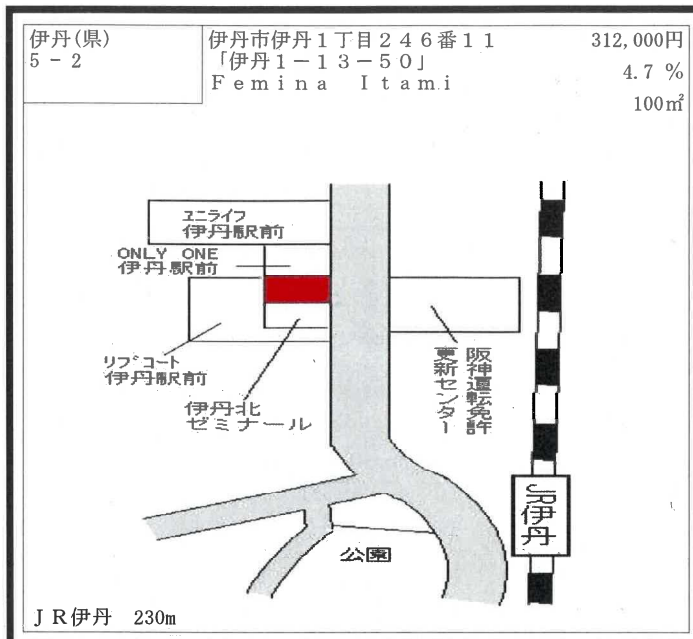 伊丹(県)
5-2
伊丹市伊丹1丁目246番11
「伊丹1-13-50」
Femina Itami
312,000円
4.7 %
100㎡
ユニライフ
伊丹駅前
ONLY ONE
伊丹駅前
リブコート
伊丹駅前
伊丹北
ゼミナール
阪神運転免許
更新センター
JR伊丹
公園
JR伊丹 230m